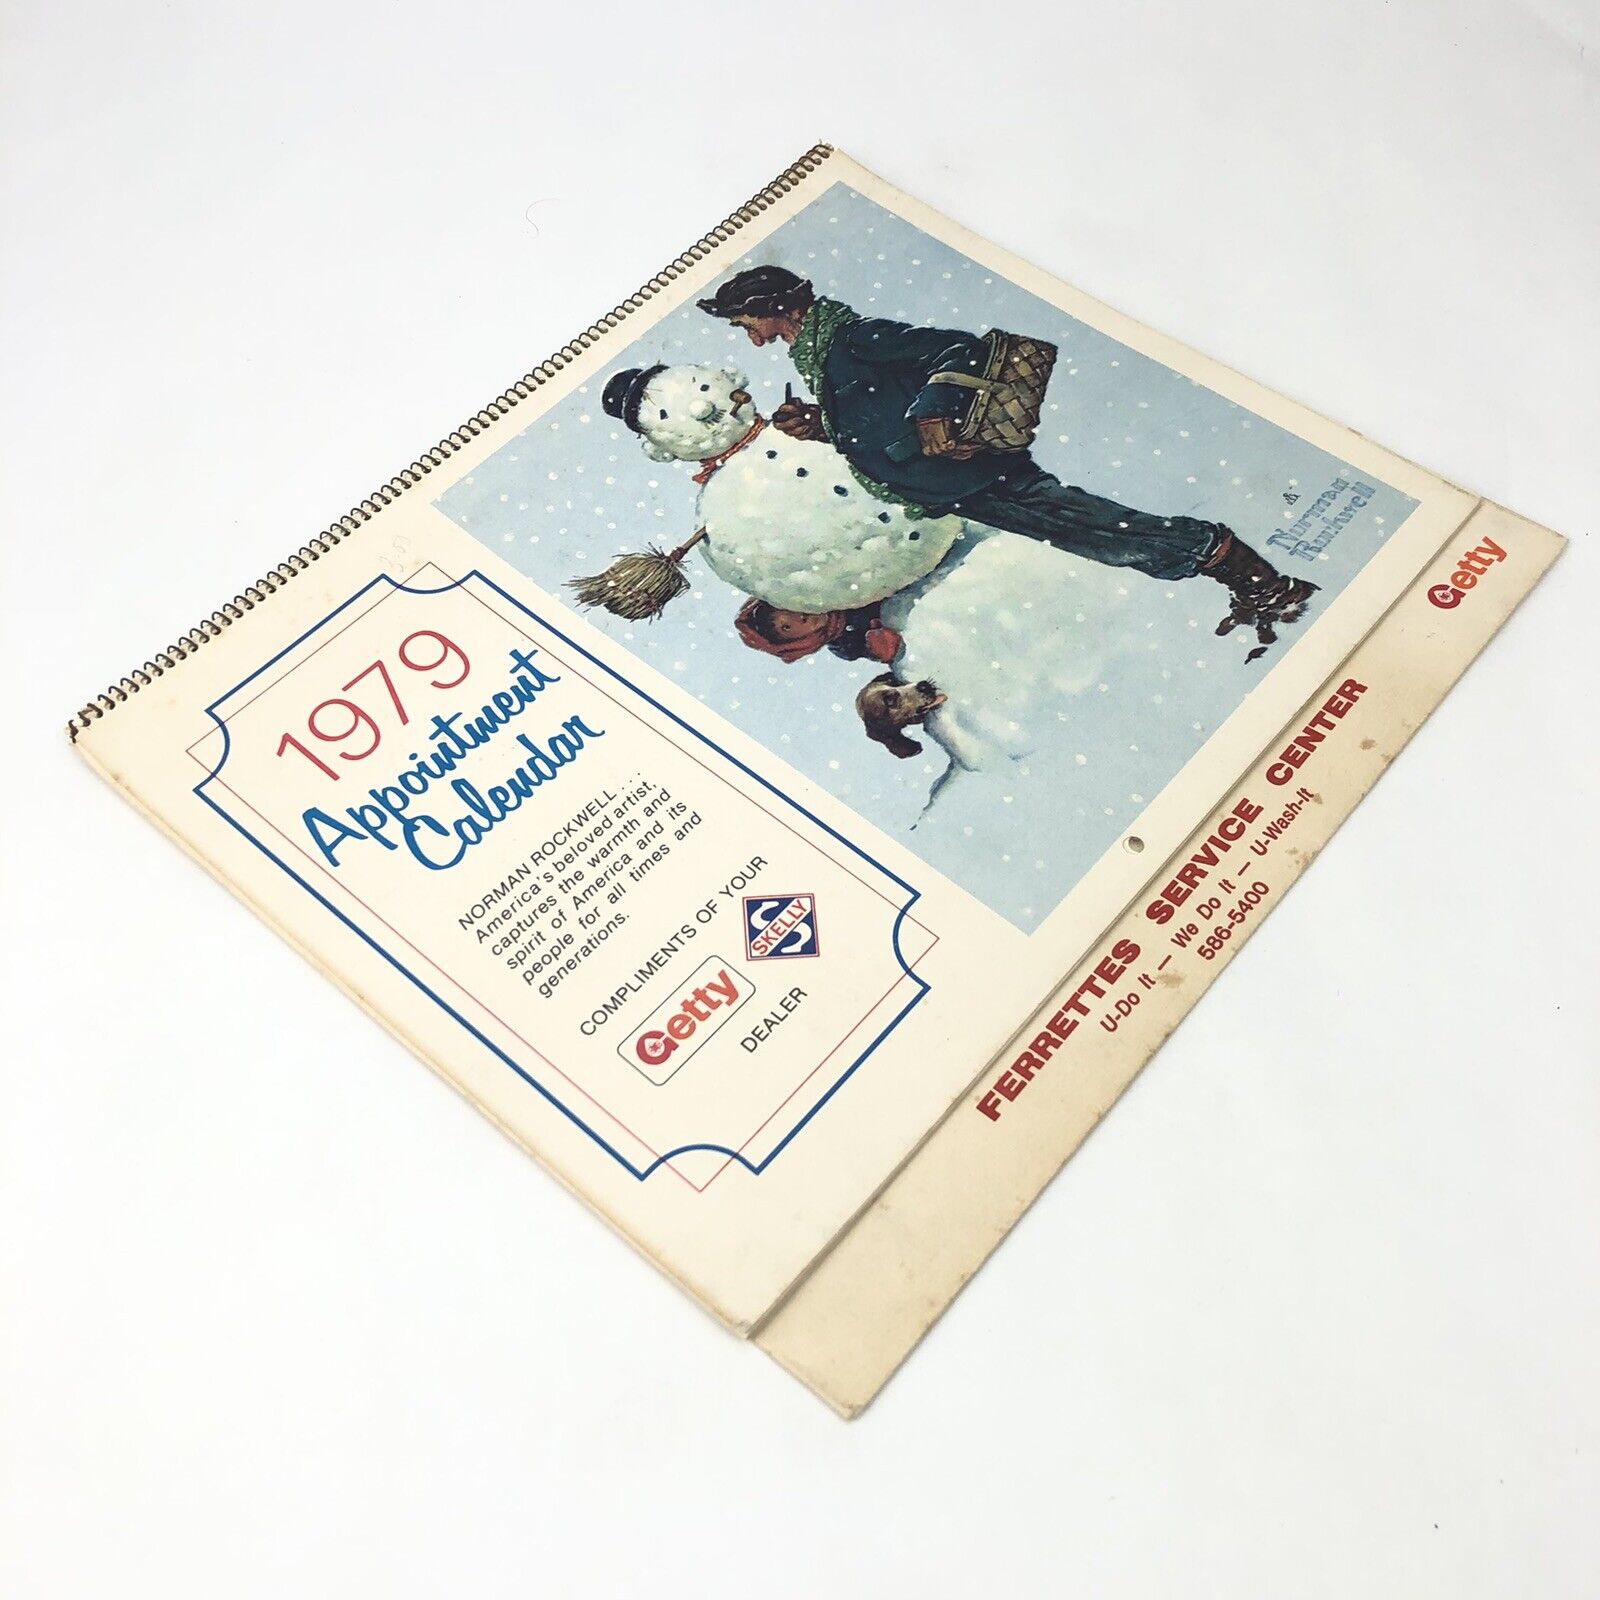 1979
Appointment
Calendar
NORMAN ROCKWELL . . .
America's beloved artist,
captures the warmth and
spirit of America and its
people for all times and
generations.
COMPLIMENTS OF YOUR
Getty
SKELLY
DEALER
Norman
Rockwell
Getty
FERRETTES SERVICE CENTER
U-Do It — We Do It — U-Wash-It
586-5400